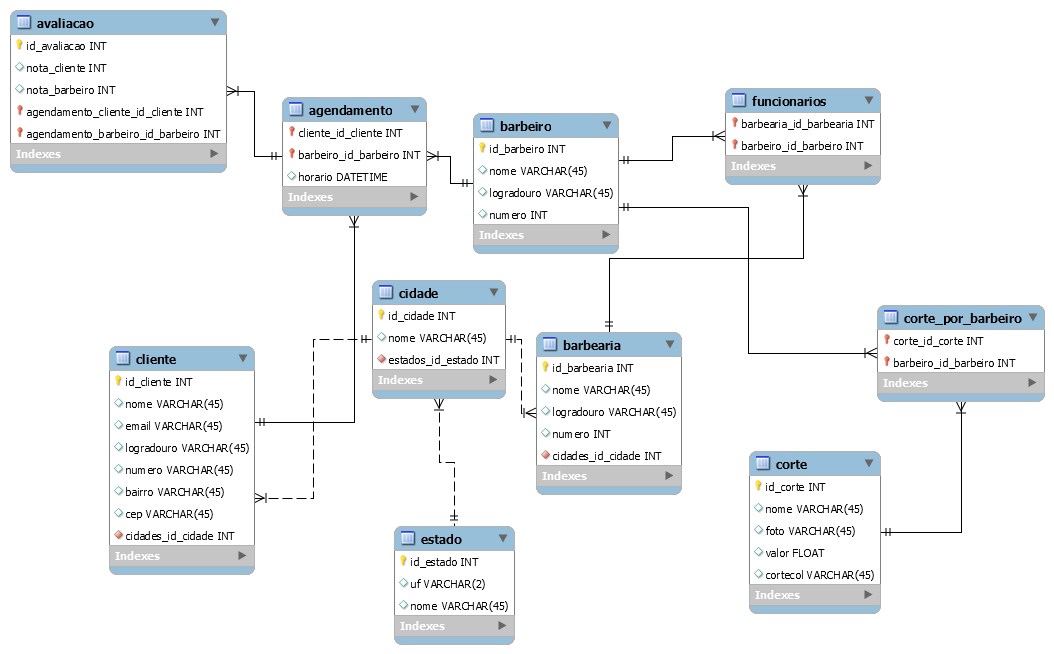 avaliacao
id_avaliacao INT
nota_cliente INT
nota_barbeiro INT
agendamento_cliente_id_cliente INT
agendamento_barbeiro_id_barbeiro INT
Indexes
agendamento
cliente_id_cliente INT
barbeiro_id_barbeiro INT
horario DATETIME
Indexes
barbeiro
id_barbeiro INT
nome VARCHAR(45)
logradouro VARCHAR(45)
numero INT
Indexes
funcionarios
barbearia_id_barbearia INT
barbeiro_id_barbeiro INT
Indexes
cidade
id_cidade INT
nome VARCHAR(45)
estados_id_estado INT
Indexes
corte_por_barbeiro
corte_id_corte INT
barbeiro_id_barbeiro INT
Indexes
cliente
id_cliente INT
nome VARCHAR(45)
email VARCHAR(45)
logradouro VARCHAR(45)
numero VARCHAR(45)
bairro VARCHAR(45)
cep VARCHAR(45)
cidades_id_cidade INT
Indexes
barbearia
id_barbearia INT
nome VARCHAR(45)
logradouro VARCHAR(45)
numero INT
cidades_id_cidade INT
Indexes
estado
id_estado INT
uf VARCHAR(2)
nome VARCHAR(45)
Indexes
corte
id_corte INT
nome VARCHAR(45)
foto VARCHAR(45)
valor FLOAT
cortecol VARCHAR(45)
Indexes